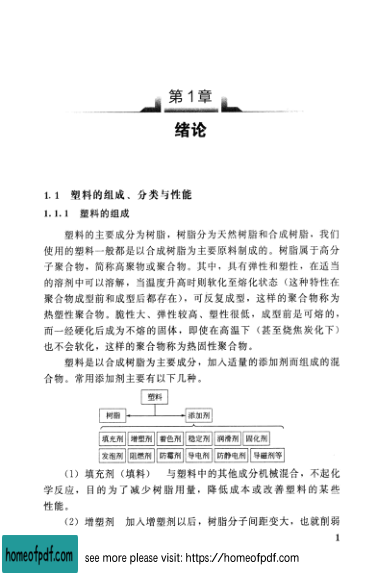 第1章
绪论
1.1 塑料的组成、分类与性能
1.1.1 塑料的组成
塑料的主要成分为树脂，树脂分为天然树脂和合成树脂，我们
使用的塑料一般都是以合成树脂为主要原料制成的。树脂属于高分
子聚合物，简称高聚物或聚合物。其中，具有弹性和塑性，在适当
的溶剂中可以溶解，当温度升高时则软化至熔化状态（这种特性在
聚合物成型前和成型后都存在），可反复成型，这样的聚合物称为
热塑性聚合物。脆性大、弹性较高、塑性很低，成型前是可熔的，
而一经硬化后成为不熔的固体，即使在高温下（甚至烧焦炭化下）
也不会软化，这样的聚合物称为热固性聚合物。
塑料是以合成树脂为主要成分，加入适量的添加剂而组成的混
合物。常用添加剂主要有以下几种。
塑料
树脂 添加剂
填充剂 增塑剂 着色剂 稳定剂 润滑剂 固化剂
发泡剂 阻燃剂 防霉剂 导电剂 防静电剂 导磁剂等
（1）填充剂（填料） 与塑料中的其他成分机械混合，不起化
学反应，目的为了减少树脂用量，降低成本或改善塑料的某些
性能。
（2）增塑剂 加入增塑剂以后，树脂分子间距变大，也就削弱
1
homeofpdf.com see more please visit: https://homeofpdf.com